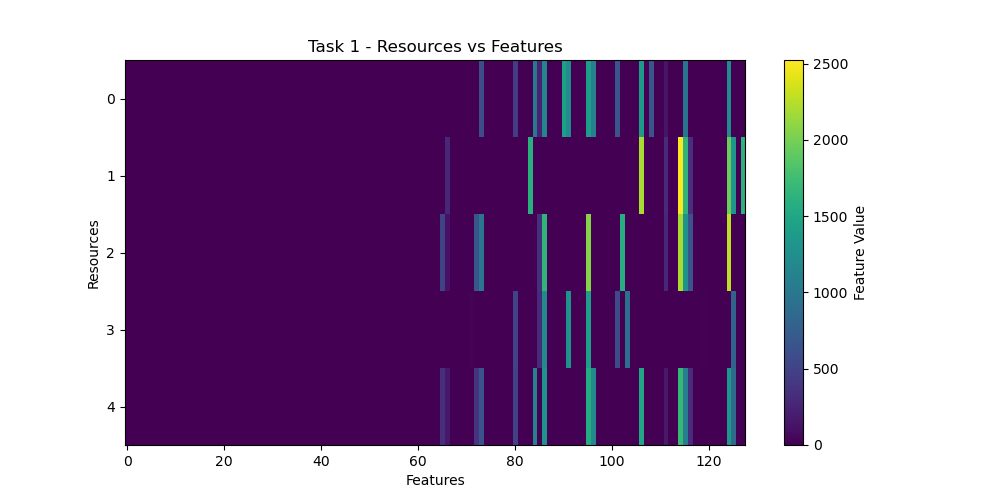 Task 1 - Resources vs Features
Resources
0
1
2
3
4
0 20 40 60 80 100 120
Features
2500
2000
1500
1000
500
0
Feature Value